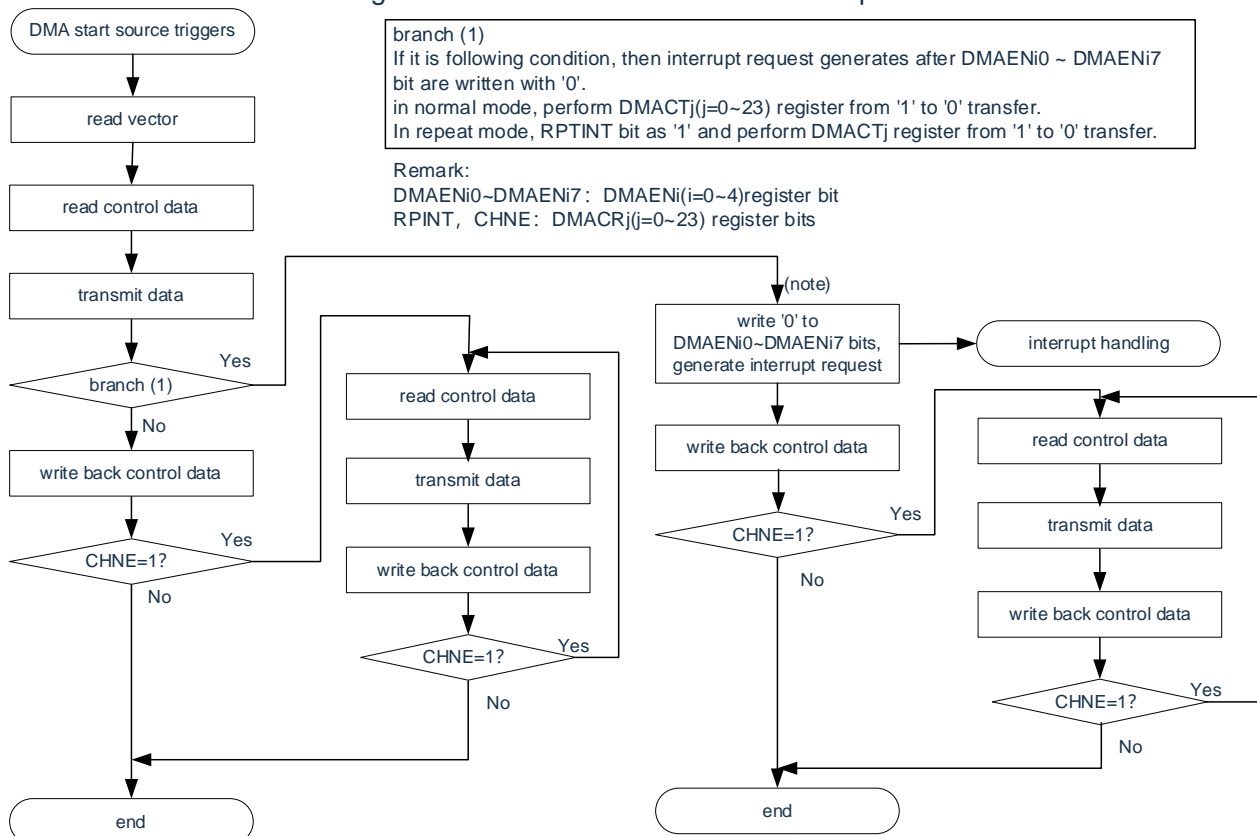 DMA start source triggers
read vector
read control data
transmit data
branch (1)
Yes
No
write back control data
CHNE=1?
Yes
No
end
branch (1)
If it is following condition, then interrupt request generates after DMAENi0 ~ DMAENi7
bit are written with '0'.
in normal mode, perform DMACTj(j=0~23) register from '1' to '0' transfer.
In repeat mode, RPTINT bit as '1' and perform DMACTj register from '1' to '0' transfer.
Remark:
DMAENi0~DMAENi7： DMAENi(i=0~4)register bit
RPINT， CHNE： DMACRj(j=0~23) register bits
read control data
transmit data
write back control data
CHNE=1?
Yes
No
(note)
write '0' to
DMAENi0~DMAENi7 bits,
generate interrupt request
interrupt handling
write back control data
CHNE=1?
Yes
No
end
read control data
transmit data
write back control data
CHNE=1?
Yes
No